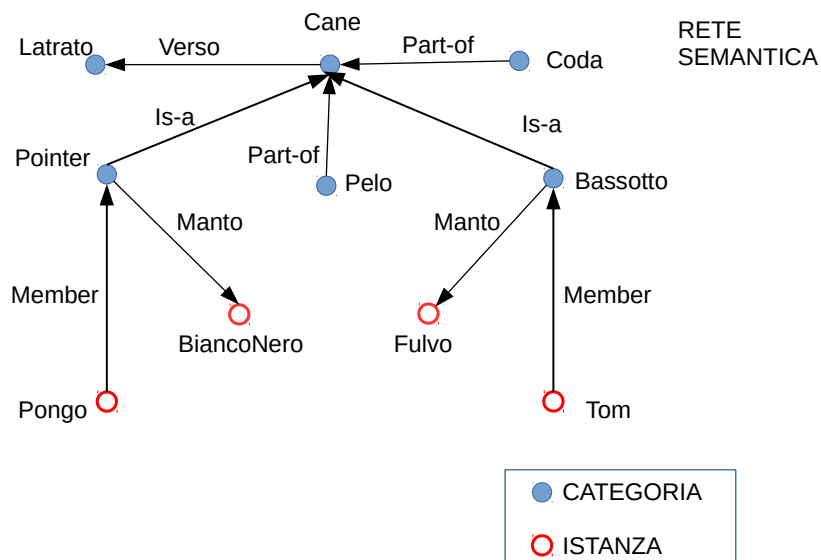 Cane
RETE
SEMANTICA
Latrato
Verso
Part-of
Coda
Is-a
Is-a
Pointer
Part-of
Pelo
Bassotto
Manto
Manto
Member
Member
BiancoNero
Fulvo
Pongo
Tom
CATEGORIA
ISTANZA